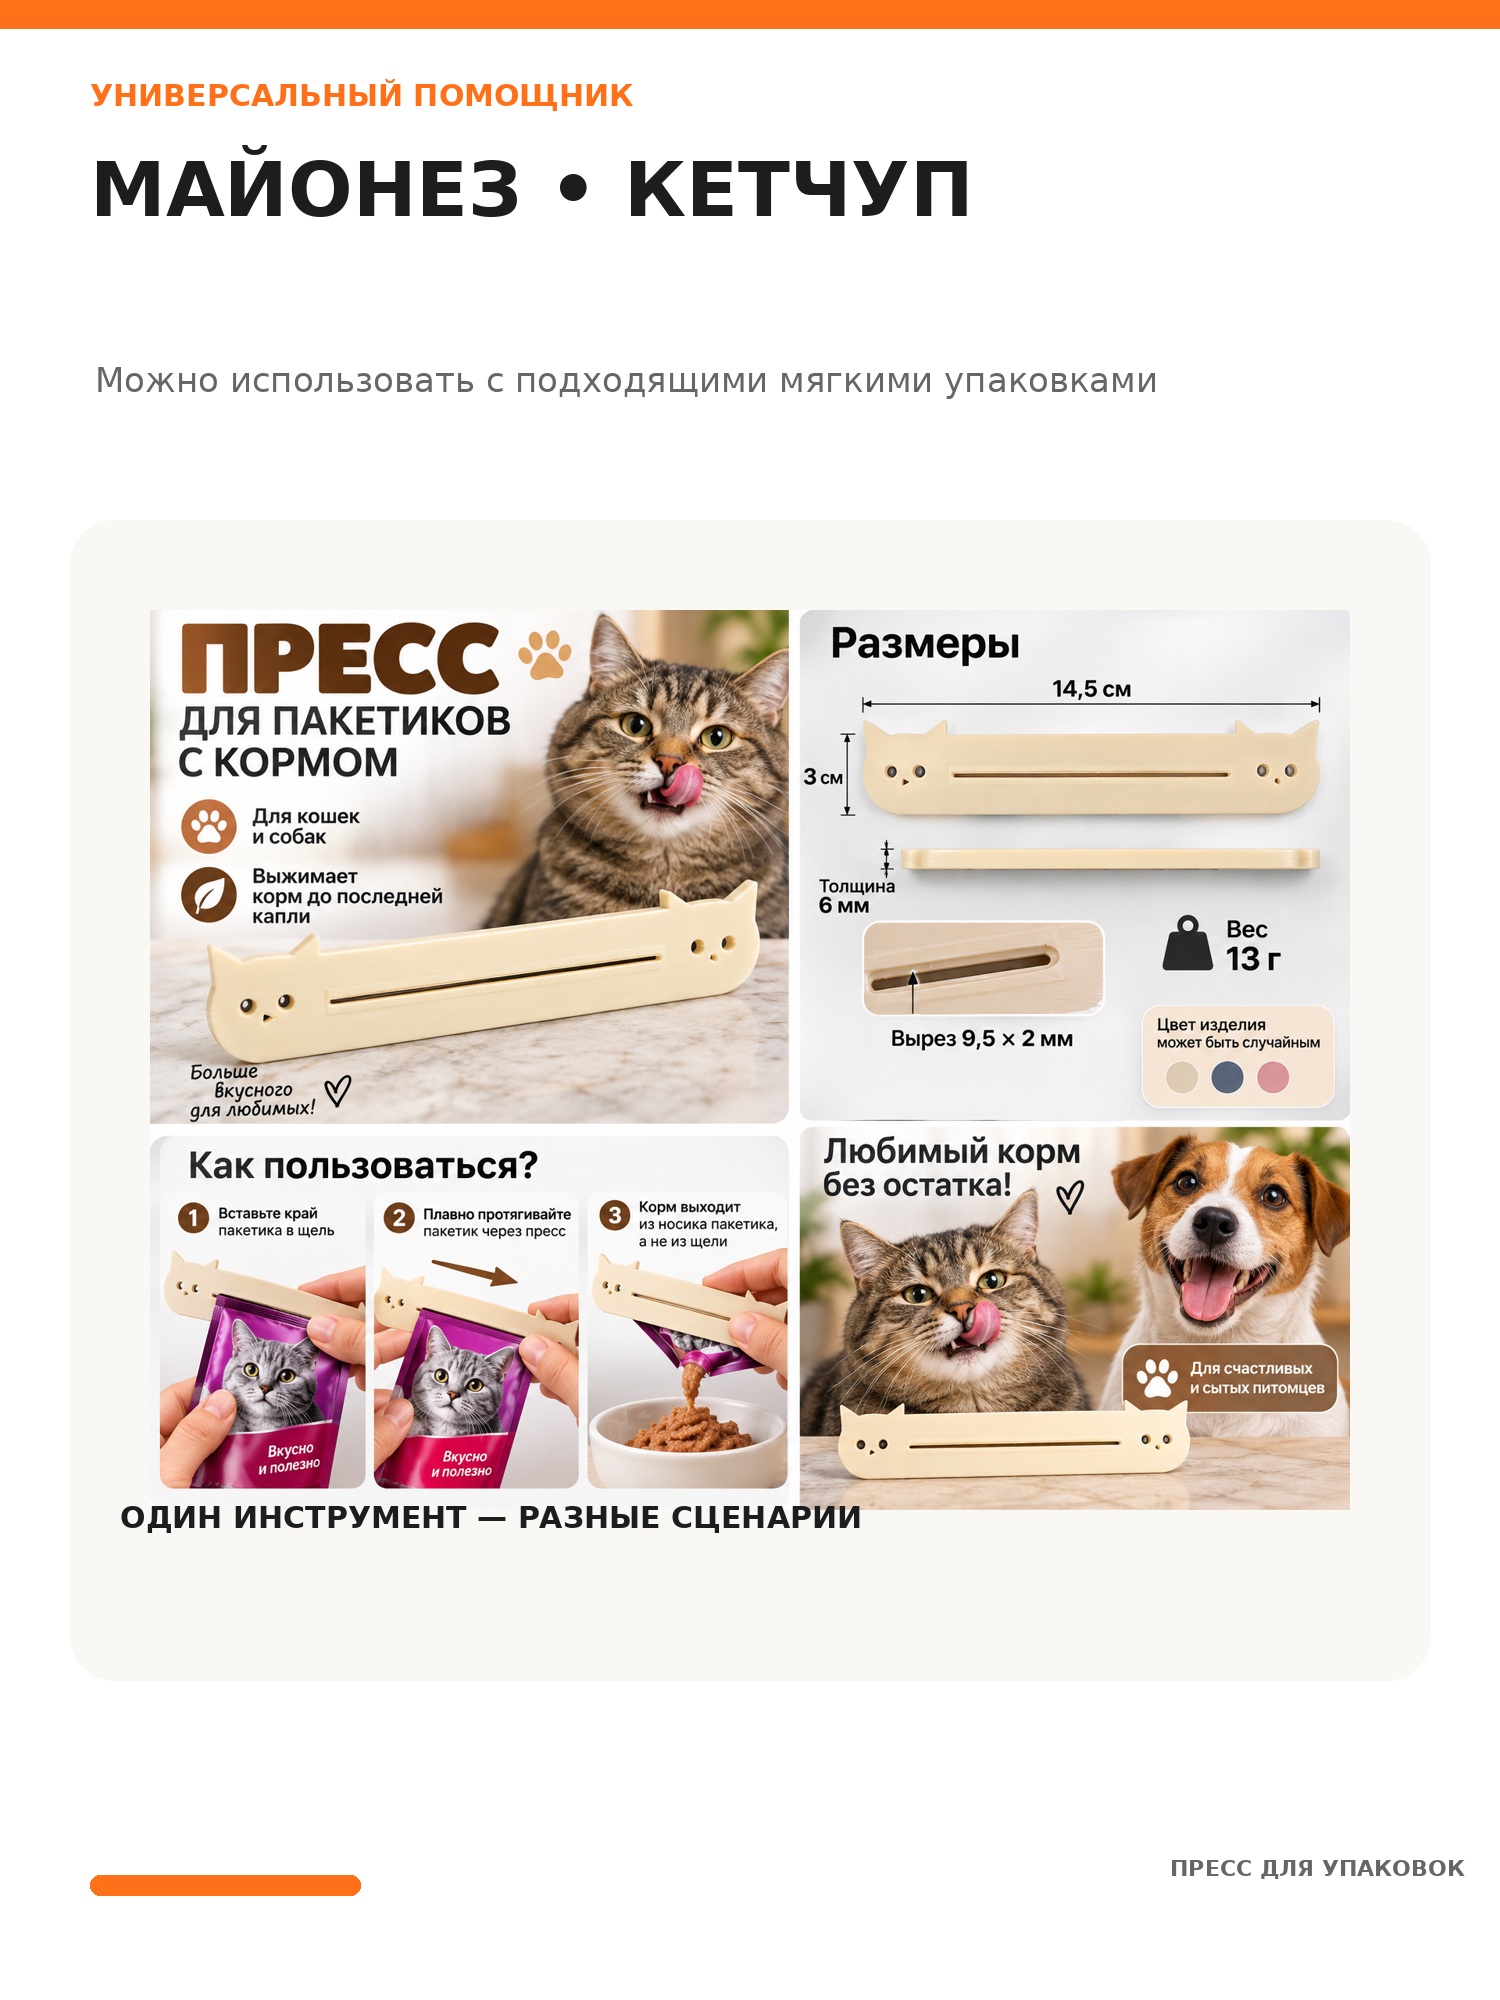 УНИВЕРСАЛЬНЫЙ ПОМОЩНИК
МАЙОНЕЗ • КЕТЧУП
Можно использовать с подходящими мягкими упаковками
ПРЕСС
ДЛЯ ПАКЕТИКОВ
С КОРМОМ
Для кошек
и собак
Выжимает
корм до последней
капли
Больше
вкусного
для любимых!
Размеры
14,5 см
3 см
Толщина
6 мм
Вес
13 г
Вырез 9,5 × 2 мм
Цвет изделия
может быть случайным
Как пользоваться?
1 Вставьте край
пакетика в щель
2 Плавно протягивайте
пакетик через пресс
3 Корм выходит
из носика пакетика,
а не из щели
Вкусно
и полезно
Вкусно
и полезно
Любимый корм
без остатка!
Для счастливых
и сытых питомцев
ОДИН ИНСТРУМЕНТ — РАЗНЫЕ СЦЕНАРИИ
ПРЕСС ДЛЯ УПАКОВОК